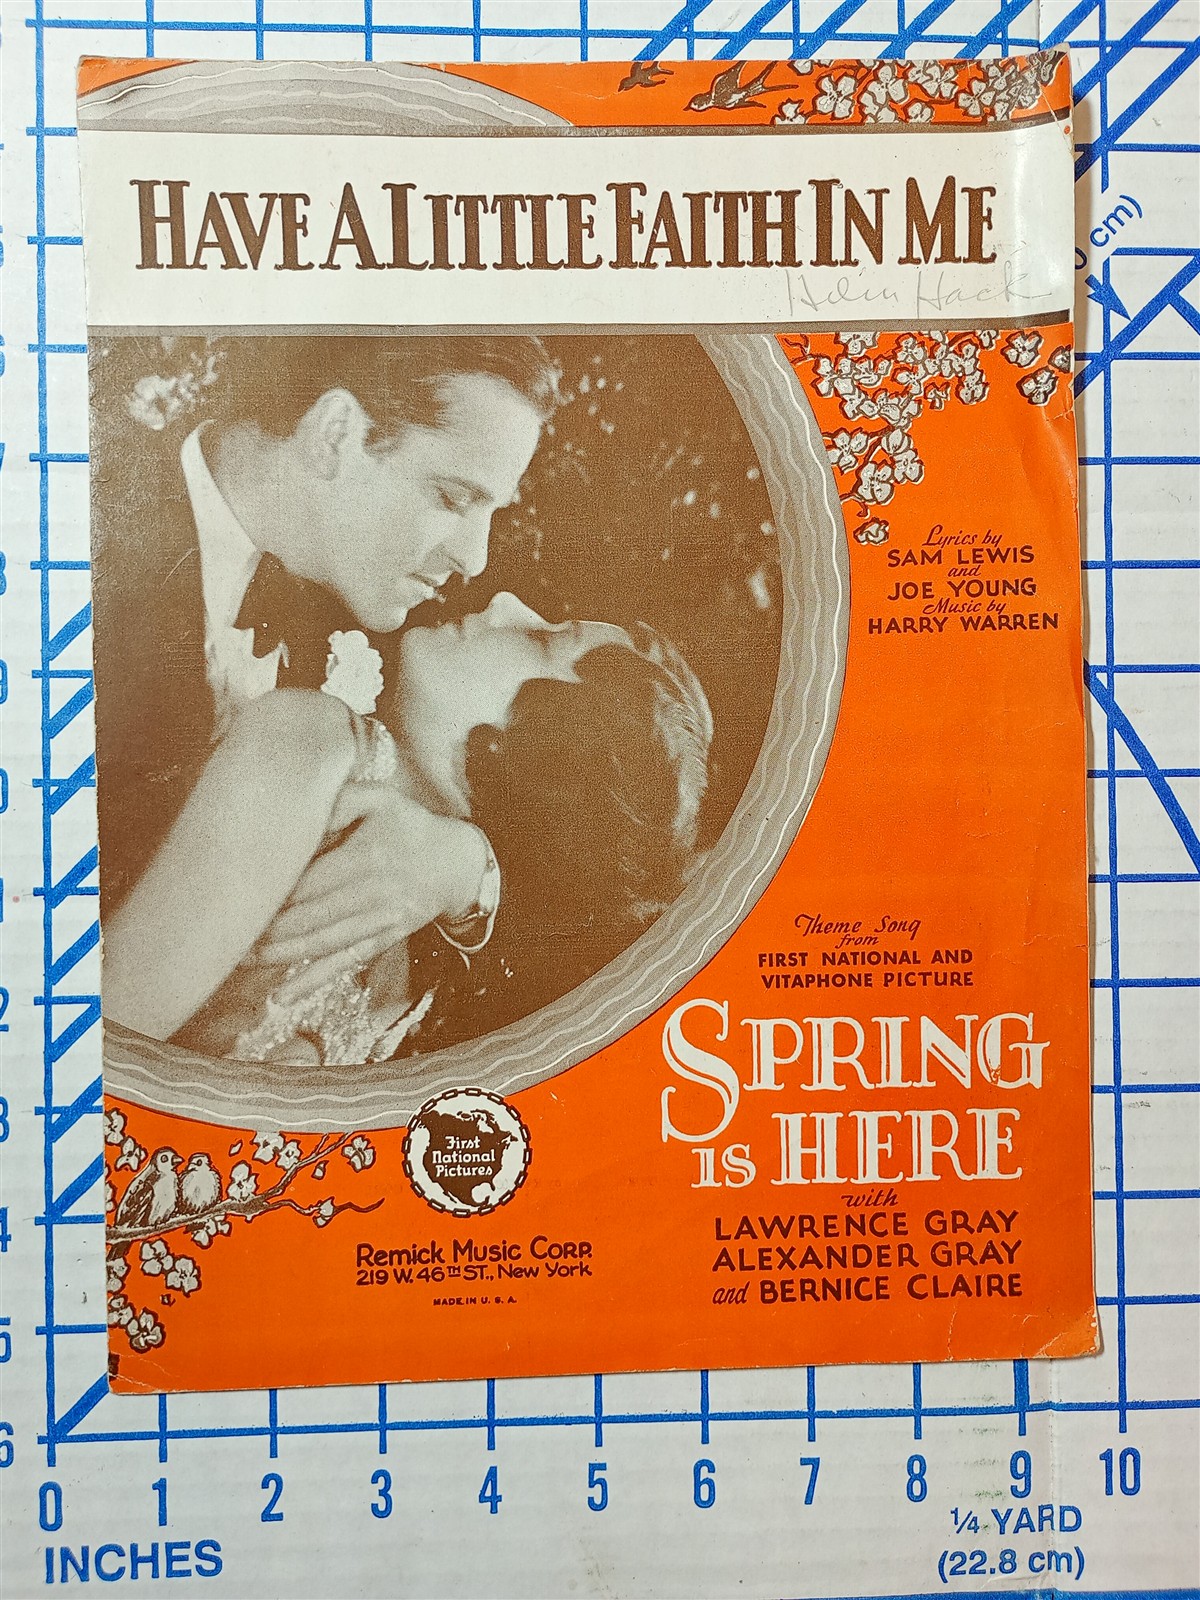 HAVE A LITTLE FAITH IN ME
Hack
Lyrics by
SAM LEWIS
and
JOE YOUNG
Music by
HARRY WARREN
Theme Song
from
FIRST NATIONAL AND
VITAPHONE PICTURE
SPRING
IS HERE
with
LAWRENCE GRAY
ALEXANDER GRAY
and BERNICE CLAIRE
First
National
Pictures
Remick Music Corp.
219 W. 46TH ST., New York
MADE IN U. S. A.
cm)
0 1 2 3 4 5 6 7 8 9 10
INCHES
1/4 YARD
(22.8 cm)